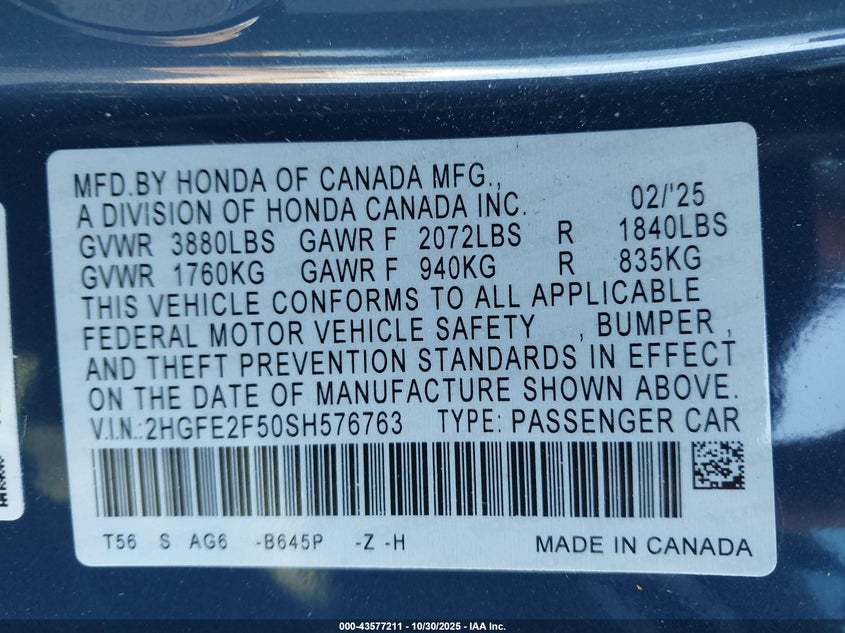 MFD.BY HONDA OF CANADA MFG.,
A DIVISION OF HONDA CANADA INC. 02/'25
GVWR 3880LBS GAWR F 2072LBS R 1840LBS
GVWR 1760KG GAWR F 940KG R 835KG
THIS VEHICLE CONFORMS TO ALL APPLICABLE
FEDERAL MOTOR VEHICLE SAFETY , BUMPER ,
AND THEFT PREVENTION STANDARDS IN EFFECT
ON THE DATE OF MANUFACTURE SHOWN ABOVE.
V.I.N.:2HGFE2F50SH576763 TYPE: PASSENGER CAR
T56 S AG6 -B645P -Z -H MADE IN CANADA
000-43577211 - 10/30/2025 - IAA Inc.